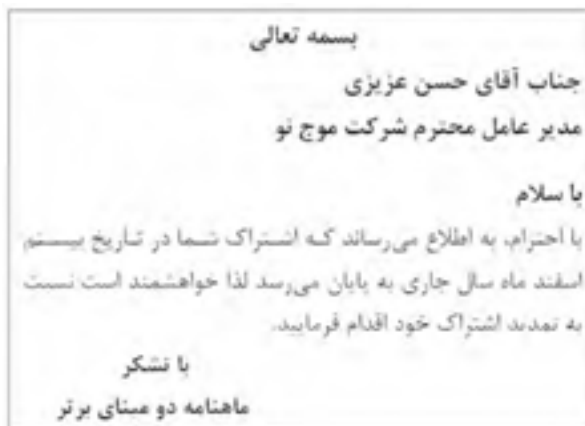 بسمه تعالی
جناب آقای حسن عزیزی
مدیر عامل محترم شرکت موج نو
با سلام
با احترام، به اطلاع می‌رساند که اشتراک شما در تاریخ بیستم
اسفند ماه سال جاری به پایان می‌رسد لذا خواهشمند است نسبت
به تمدید اشتراک خود اقدام فرمایید.
با تشکر
ماهنامه دو مبنای برتر